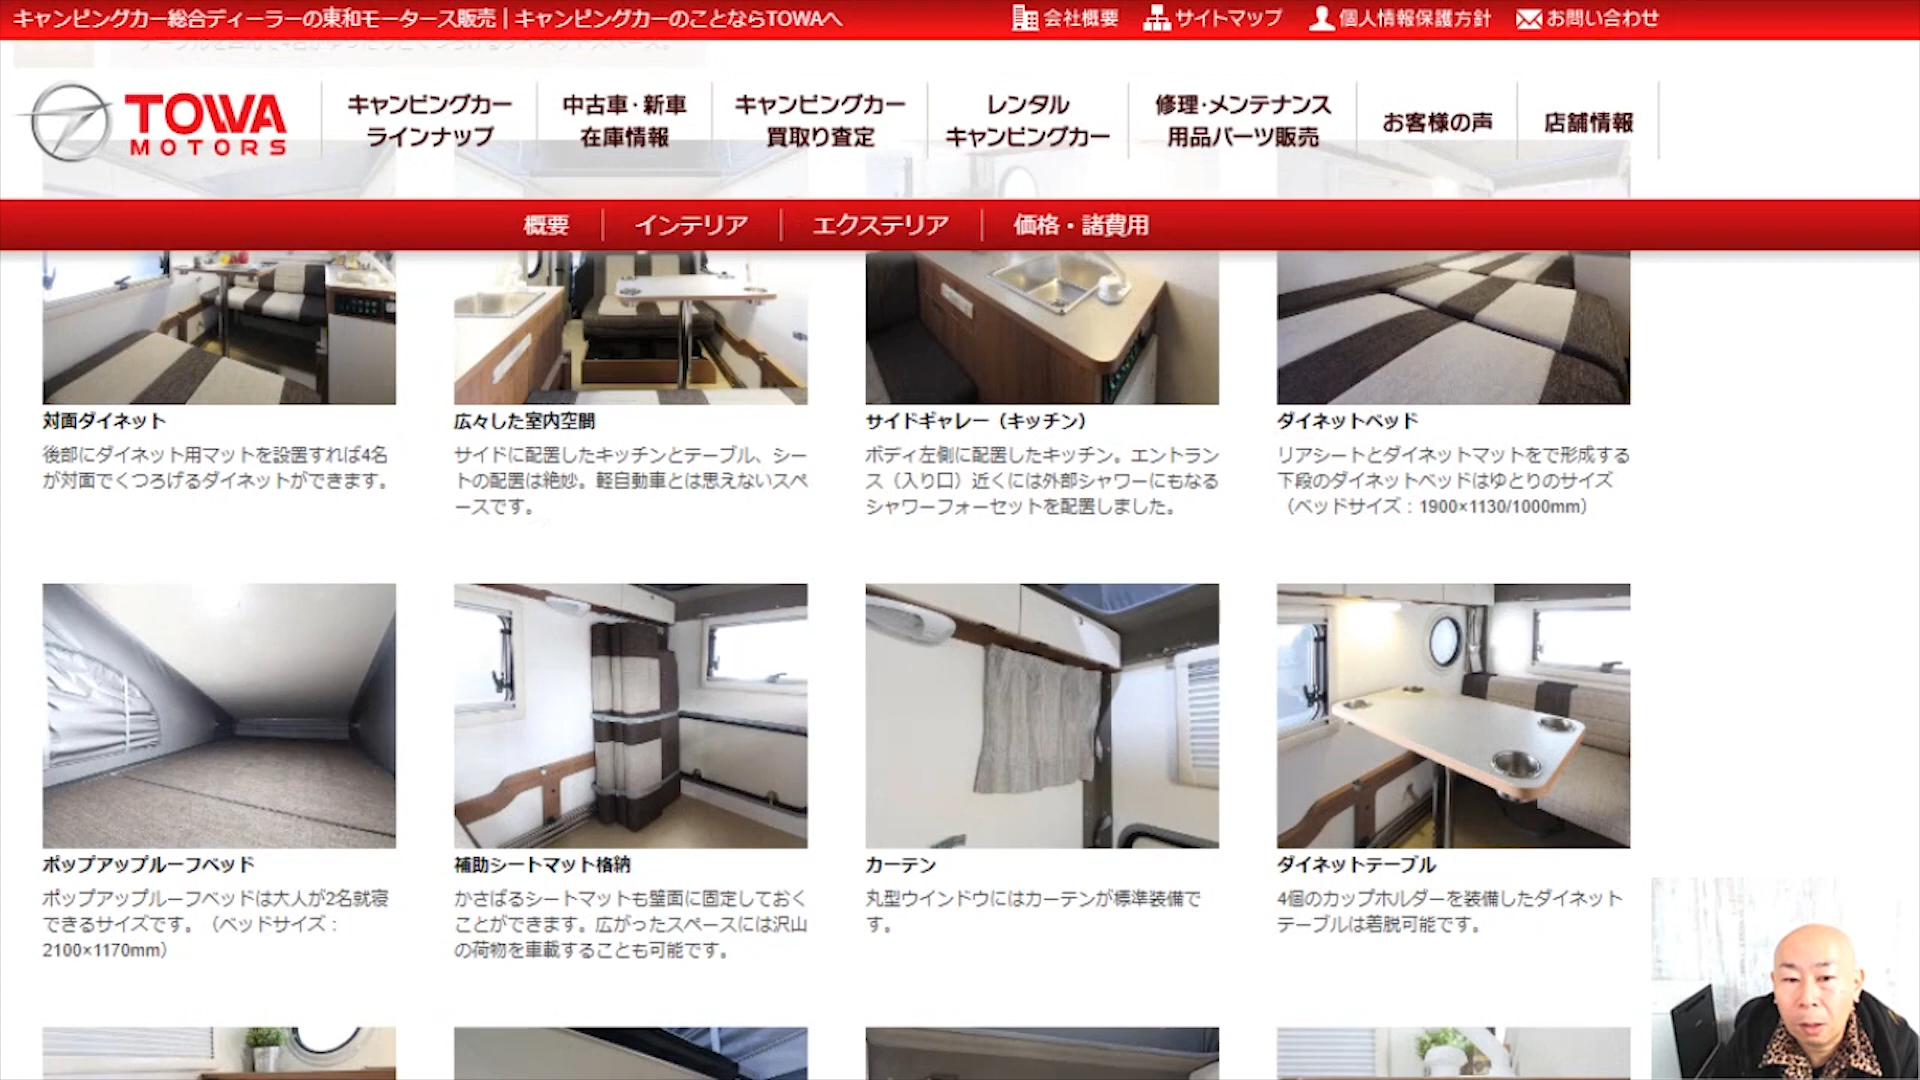 キャンピングカー総合ディーラーの東和モータース販売 | キャンピングカーのことならTOWAへ
会社概要
サイトマップ
個人情報保護方針
お問い合わせ
TOWA
MOTORS
キャンピングカー
ラインナップ
中古車・新車
在庫情報
キャンピングカー
買取り査定
レンタル
キャンピングカー
修理・メンテナンス
用品パーツ販売
お客様の声
店舗情報
概要
インテリア
エクステリア
価格・諸費用
対面ダイネット
後部にダイネット用マットを設置すれば4名
が対面でくつろげるダイネットができます。
広々した室内空間
サイドに配置したキッチンとテーブル、シー
トの配置は絶妙。軽自動車とは思えないスペ
ースです。
サイドギャレー（キッチン）
ボディ左側に配置したキッチン。エントラン
ス（入り口）近くには外部シャワーにもなる
シャワーフォーセットを配置しました。
ダイネットベッド
リアシートとダイネットマットをで形成する
下段のダイネットベッドはゆとりのサイズ
（ベッドサイズ：1900×1130/1000mm）
ポップアップルーフベッド
ポップアップルーフベッドは大人が2名就寝
できるサイズです。（ベッドサイズ：
2100×1170mm）
補助シートマット格納
かさばるシートマットも壁面に固定しておく
ことができます。広がったスペースには沢山
の荷物を車載することも可能です。
カーテン
丸型ウインドウにはカーテンが標準装備で
す。
ダイネットテーブル
4個のカップホルダーを装備したダイネット
テーブルは着脱可能です。